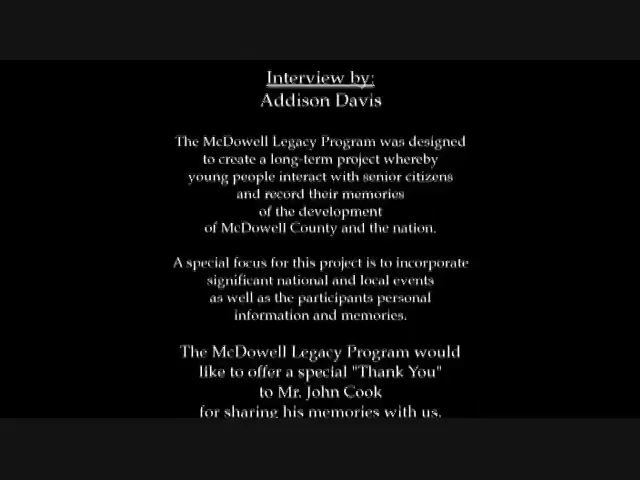 Interview by:
Addison Davis
The McDowell Legacy Program was designed
to create a long-term project whereby
young people interact with senior citizens
and record their memories
of the development
of McDowell County and the nation.
A special focus for this project is to incorporate
significant national and local events
as well as the participants personal
information and memories.
The McDowell Legacy Program would
like to offer a special "Thank You"
to Mr. John Cook
for sharing his memories with us.